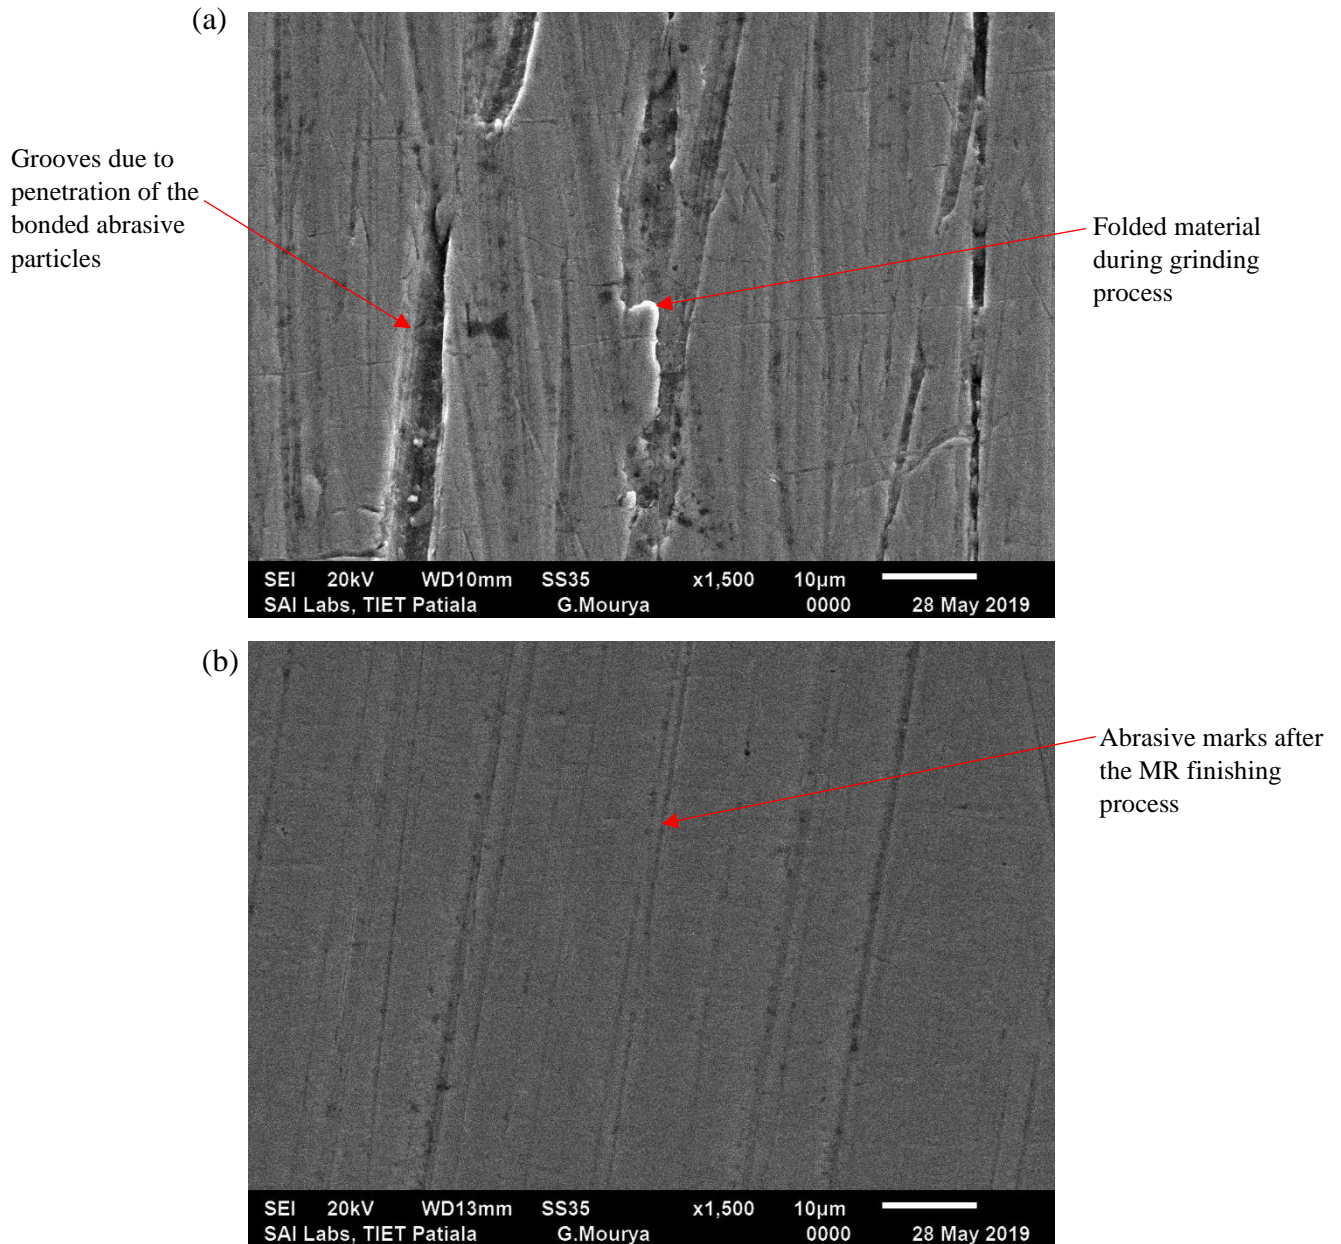 (a)
Grooves due to
penetration of the
bonded abrasive
particles
Folded material
during grinding
process
SEI 20kV WD10mm SS35 x1,500 10µm
SAI Labs, TIET Patiala G.Mourya 0000 28 May 2019
(b)
Abrasive marks after
the MR finishing
process
SEI 20kV WD13mm SS35 x1,500 10µm
SAI Labs, TIET Patiala G.Mourya 0000 28 May 2019